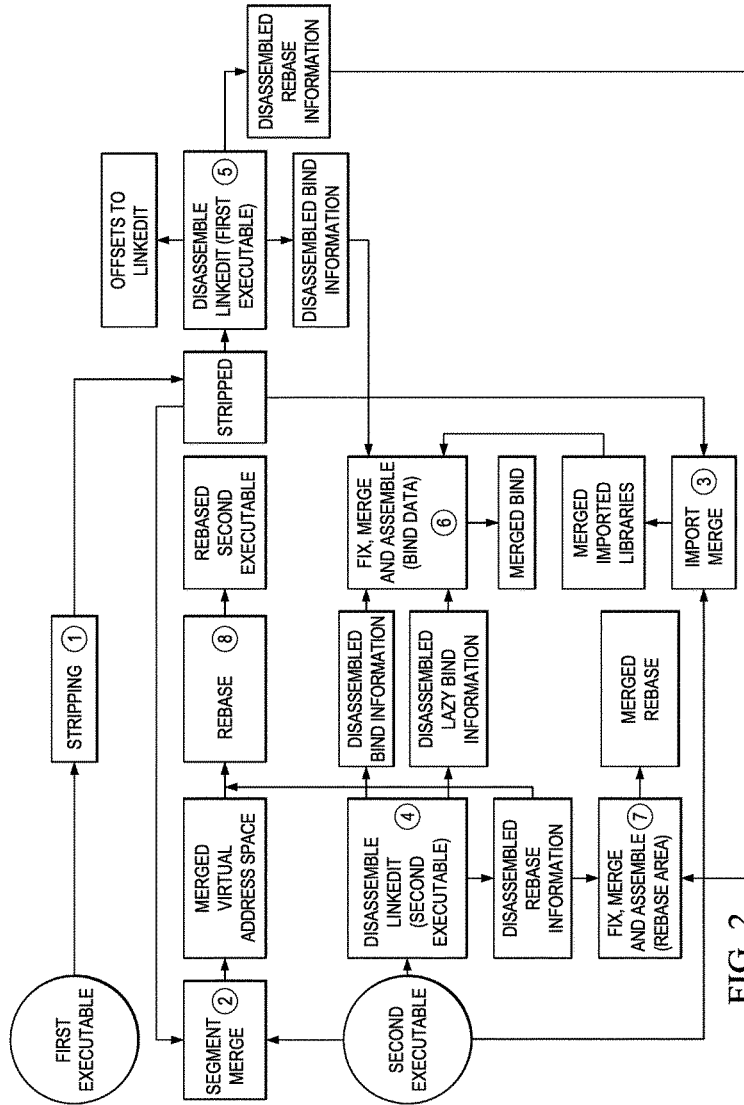 FIRST
EXECUTABLE
STRIPPING
1
SEGMENT
MERGE
2
MERGED
VIRTUAL
ADDRESS SPACE
REBASE
8
REBASED
SECOND
EXECUTABLE
STRIPPED
OFFSETS TO
LINKEDIT
DISASSEMBLE
LINKEDIT (FIRST
EXECUTABLE)
5
DISASSEMBLED
REBASE
INFORMATION
DISASSEMBLED BIND
INFORMATION
SECOND
EXECUTABLE
DISASSEMBLE
LINKEDIT
(SECOND
EXECUTABLE)
4
DISASSEMBLED
BIND INFORMATION
DISASSEMBLED
LAZY BIND
INFORMATION
FIX, MERGE
AND ASSEMBLE
(BIND DATA)
6
MERGED BIND
DISASSEMBLED
REBASE
INFORMATION
FIX, MERGE
AND ASSEMBLE
(REBASE AREA)
7
MERGED
REBASE
MERGED
IMPORTED
LIBRARIES
IMPORT
MERGE
3
FIG. 2